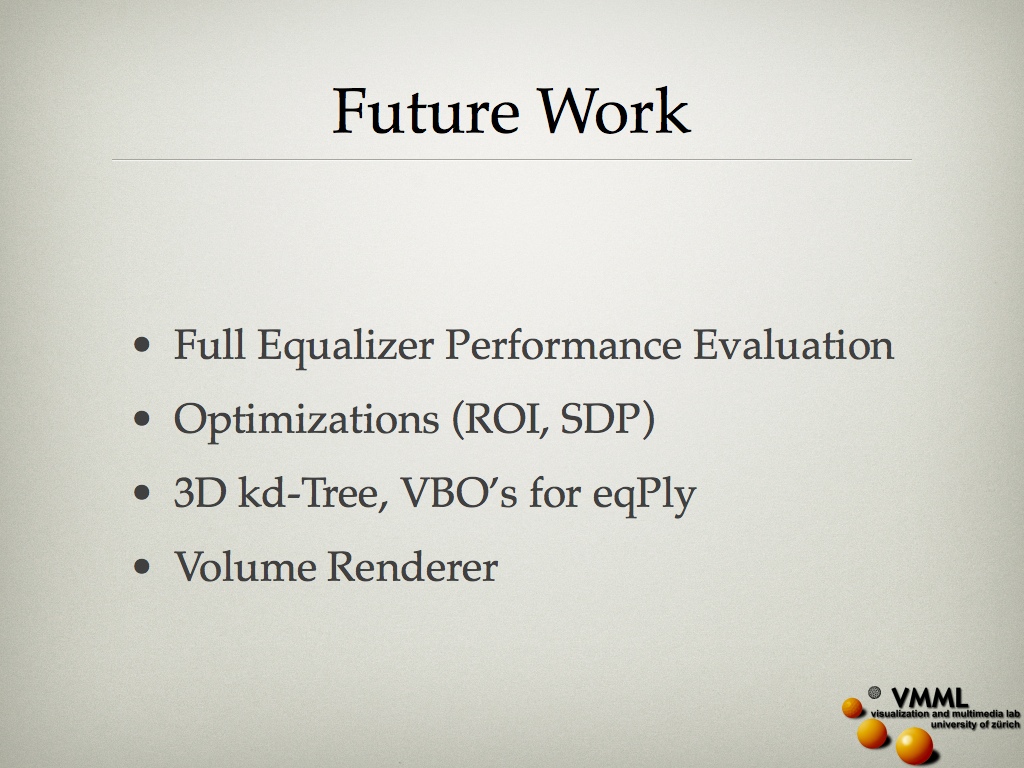 Future Work
• Full Equalizer Performance Evaluation
• Optimizations (ROI, SDP)
• 3D kd-Tree, VBO’s for eqPly
• Volume Renderer
VMML
visualization and multimedia lab
university of zürich